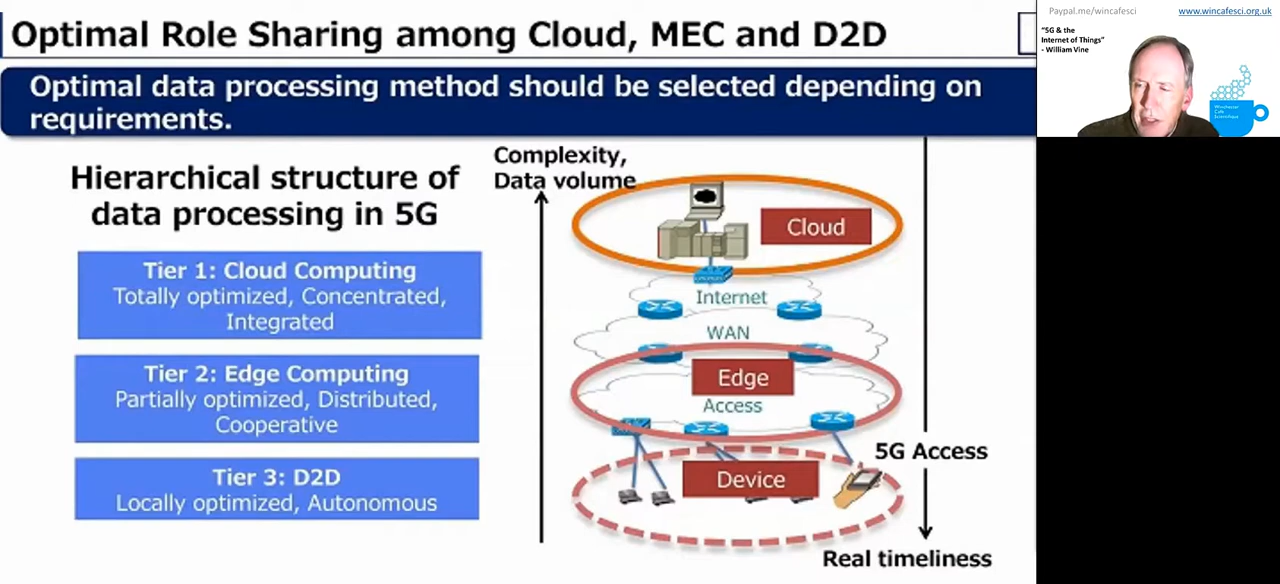 Optimal Role Sharing among Cloud, MEC and D2D
Optimal data processing method should be selected depending on
requirements.
Hierarchical structure of
data processing in 5G
Tier 1: Cloud Computing
Totally optimized, Concentrated,
Integrated
Tier 2: Edge Computing
Partially optimized, Distributed,
Cooperative
Tier 3: D2D
Locally optimized, Autonomous
Complexity,
Data volume
Cloud
Internet
WAN
Edge
Access
Device
5G Access
Real timeliness
Paypal.me/wincafesci
www.wincafesci.org.uk
"5G & the
Internet of Things"
- William Vine
Winchester
Café
Scientifique